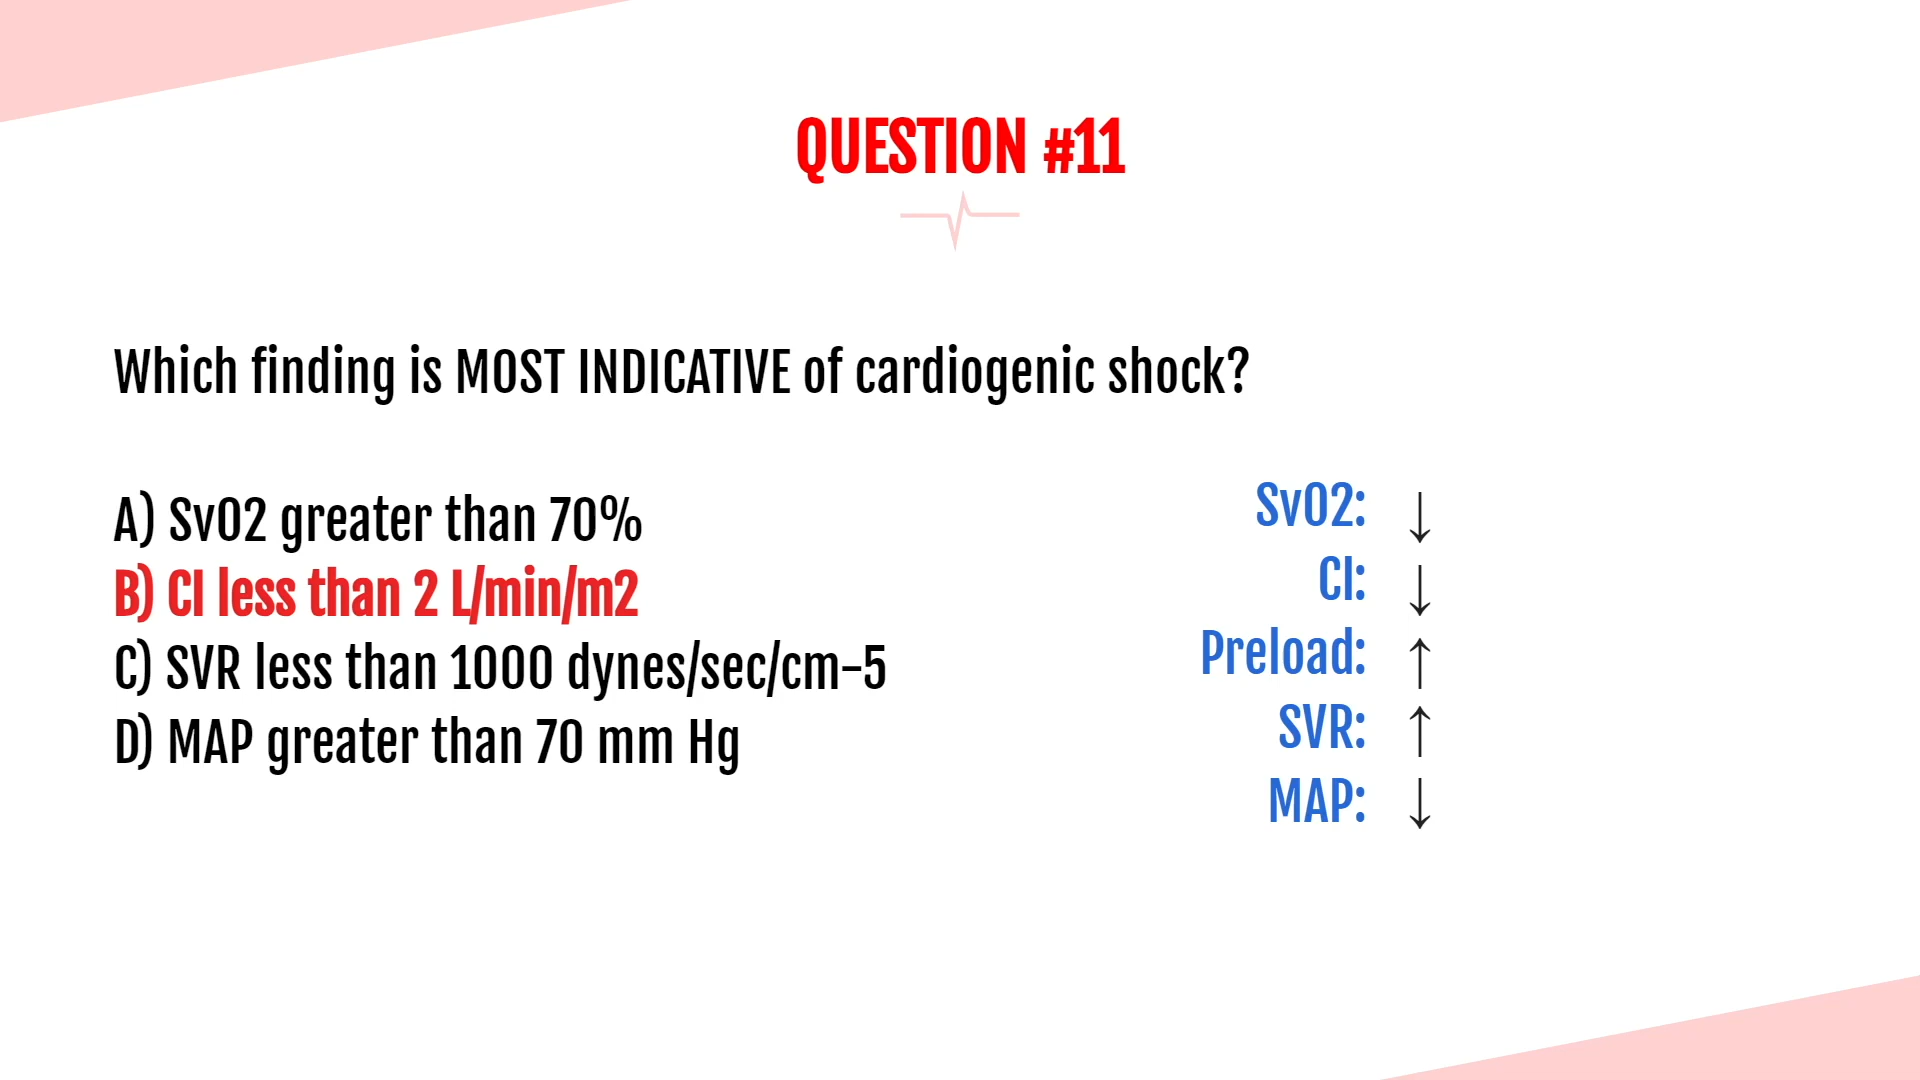 QUESTION #11
Which finding is MOST INDICATIVE of cardiogenic shock?
A) SvO2 greater than 70%
B) CI less than 2 L/min/m2
C) SVR less than 1000 dynes/sec/cm-5
D) MAP greater than 70 mm Hg
SvO2: ↓
CI: ↓
Preload: ↑
SVR: ↑
MAP: ↓